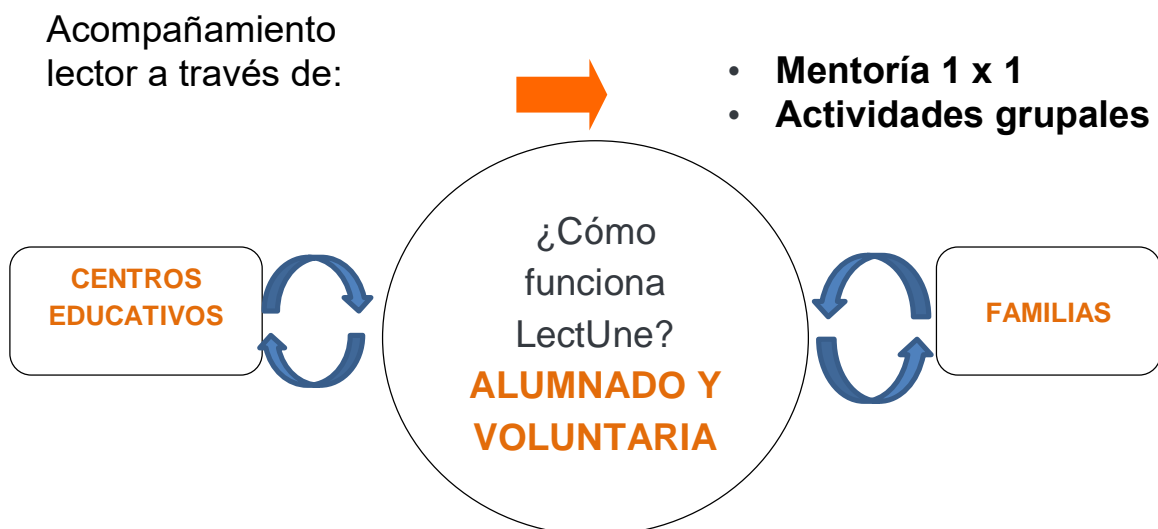 Acompañamiento
lector a través de:
• Mentoría 1 x 1
• Actividades grupales
¿Cómo
funciona
LectUne?
ALUMNADO Y
VOLUNTARIA
CENTROS
EDUCATIVOS
FAMILIAS